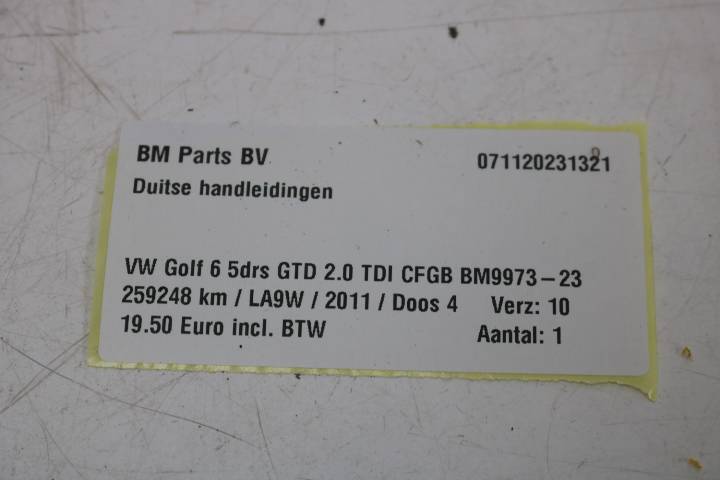 BM Parts BV 071120231321
Duitse handleidingen
VW Golf 6 5drs GTD 2.0 TDI CFGB BM9973-23
259248 km / LA9W / 2011 / Doos 4 Verz: 10
19.50 Euro incl. BTW Aantal: 1